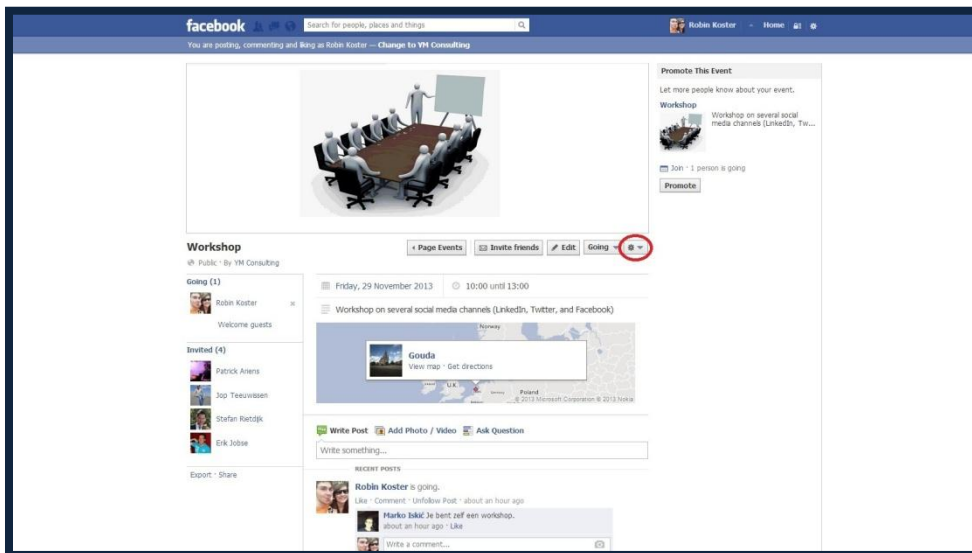 facebook
Search for people, places and things
Robin Koster
Home
You are posting, commenting and liking as Robin Koster — Change to YM Consulting
Workshop
Public · By YM Consulting
Page Events
Invite friends
Edit
Going
Going (1)
Robin Koster
Welcome guests
Invited (4)
Patrick Ariens
Jop Teeuwissen
Stefan Rietdijk
Erik Jobse
Export · Share
Friday, 29 November 2013
10:00 until 13:00
Workshop on several social media channels (LinkedIn, Twitter, and Facebook)
Norway
Gouda
View map · Get directions
U.K.
Poland
© 2013 Microsoft Corporation © 2013 Nokia
Write Post
Add Photo / Video
Ask Question
Write something...
RECENT POSTS
Robin Koster is going.
Like · Comment · Unfollow Post · about an hour ago
Marko Iskić Je bent zelf een workshop.
about an hour ago · Like
Write a comment...
Promote This Event
Let more people know about your event.
Workshop
Workshop on several social
media channels (LinkedIn, Tw...
Join · 1 person is going
Promote